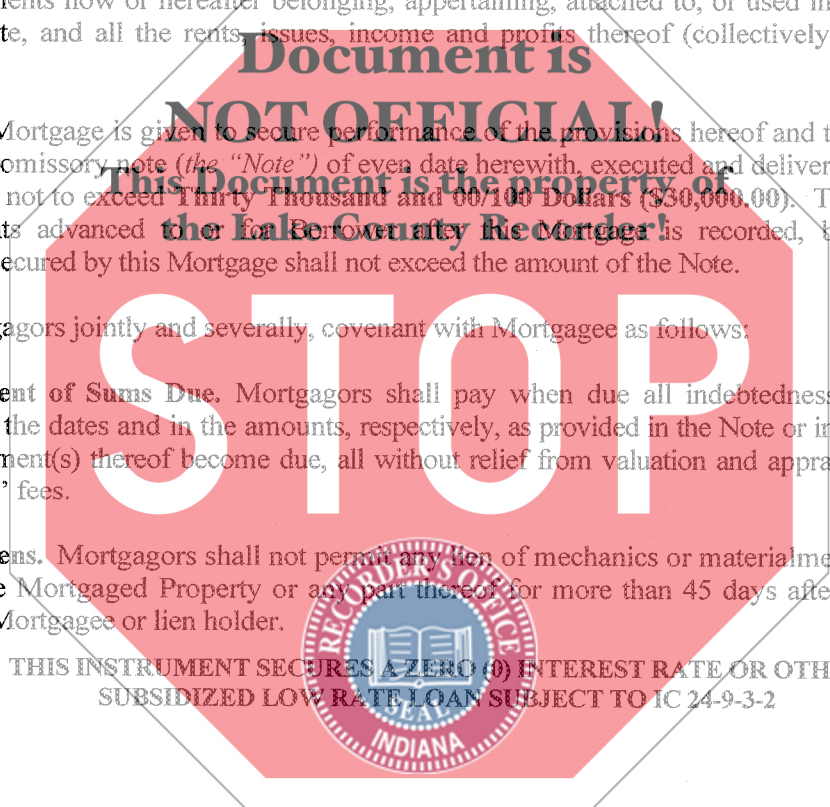 ents now or hereafter belonging, appertaining, attached to, or used in
te, and all the rents, issues, income and profits thereof (collectively
Document is
NOT OFFICIAL!
Mortgage is given to secure performance of the provisions hereof and t
omissory note (the “Note”) of even date herewith, executed and deliver
This Document is the property of
not to exceed Thirty Thousand and 00/100 Dollars ($30,000.00). T
the Lake County Recorder!
ts advanced to or for Borrower after this Mortgage is recorded, b
ecured by this Mortgage shall not exceed the amount of the Note.
gagors jointly and severally, covenant with Mortgagee as follows:
STOP
ent of Sums Due. Mortgagors shall pay when due all indebtedness
the dates and in the amounts, respectively, as provided in the Note or in
ment(s) thereof become due, all without relief from valuation and appra
’ fees.
ens. Mortgagors shall not permit any lien of mechanics or materialme
e Mortgaged Property or any part thereof for more than 45 days afte
Mortgagee or lien holder.
RECORDER'S OFFICE
SEAL
INDIANA
THIS INSTRUMENT SECURES A ZERO (0) INTEREST RATE OR OTH
SUBSIDIZED LOW RATE LOAN SUBJECT TO IC 24-9-3-2